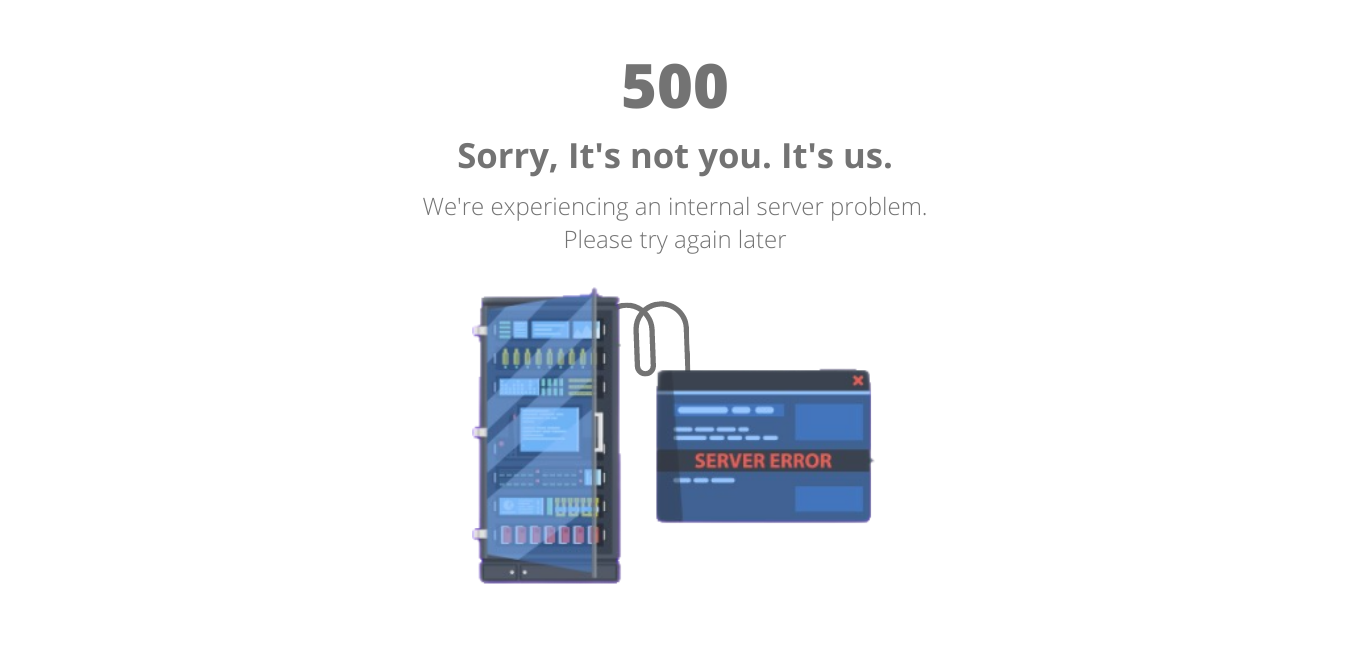 500
Sorry, It's not you. It's us.
We're experiencing an internal server problem.
Please try again later
SERVER ERROR